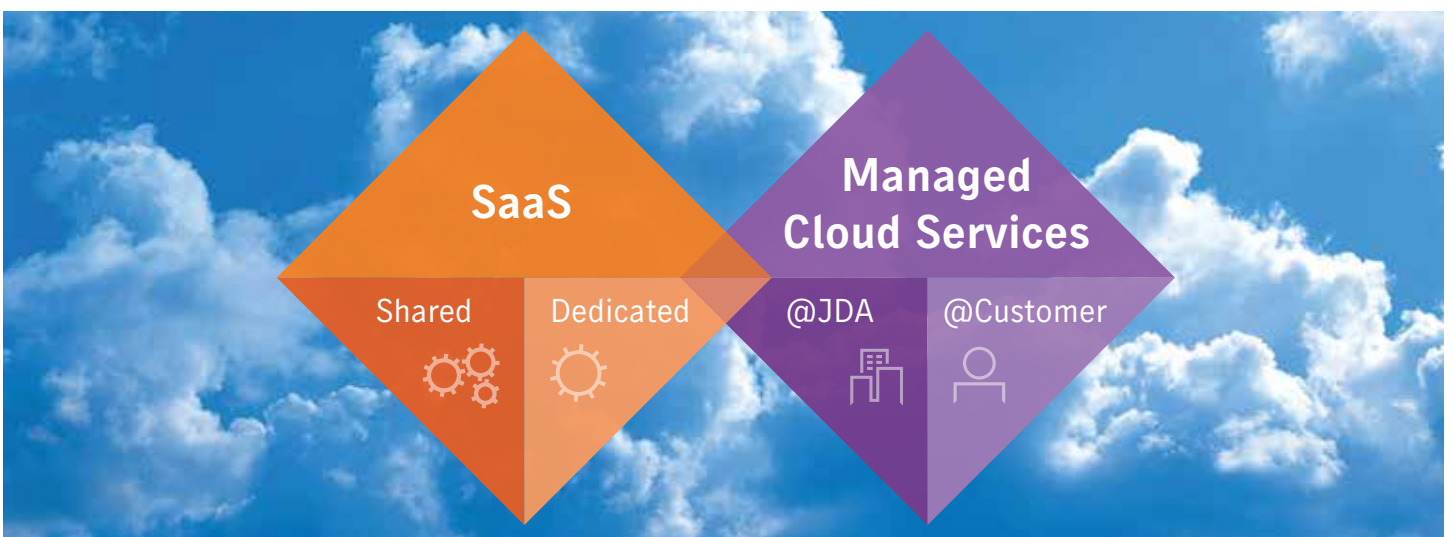 SaaS
Managed
Cloud Services
Shared
Dedicated
@JDA
@Customer